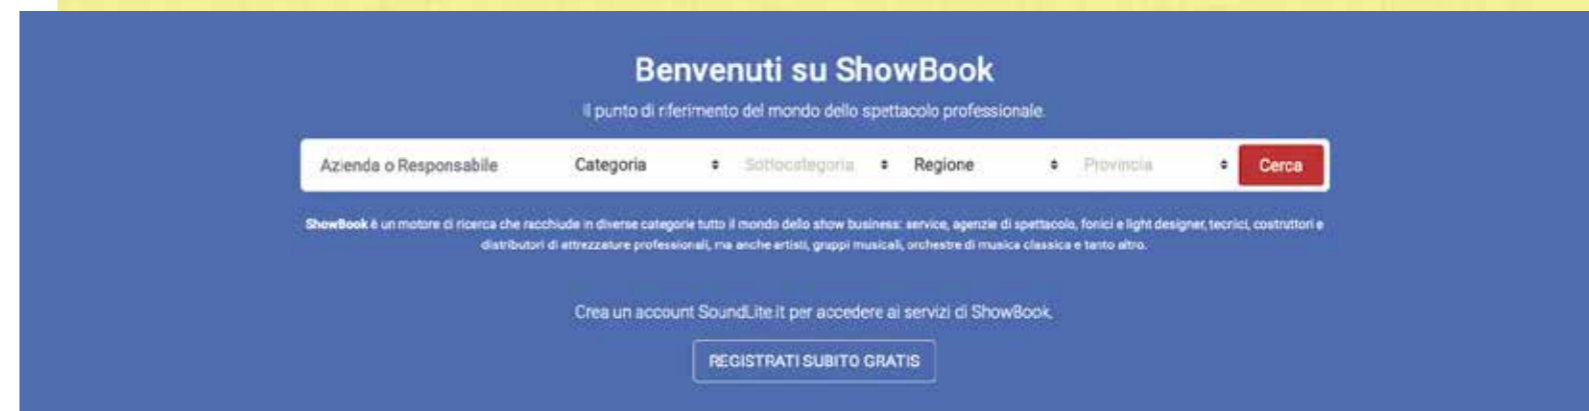 Benvenuti su ShowBook
Il punto di riferimento del mondo dello spettacolo professionale.
Azienda o Responsabile Categoria Sottocategoria Regione Provincia Cerca
ShowBook è un motore di ricerca che racchiude in diverse categorie tutto il mondo dello show business: service, agenzie di spettacolo, fonici e light designer, tecnici, costruttori e
distributori di attrezzature professionali, ma anche artisti, gruppi musicali, orchestre di musica classica e tanto altro.
Crea un account SoundLite.it per accedere ai servizi di ShowBook.
REGISTRATI SUBITO GRATIS